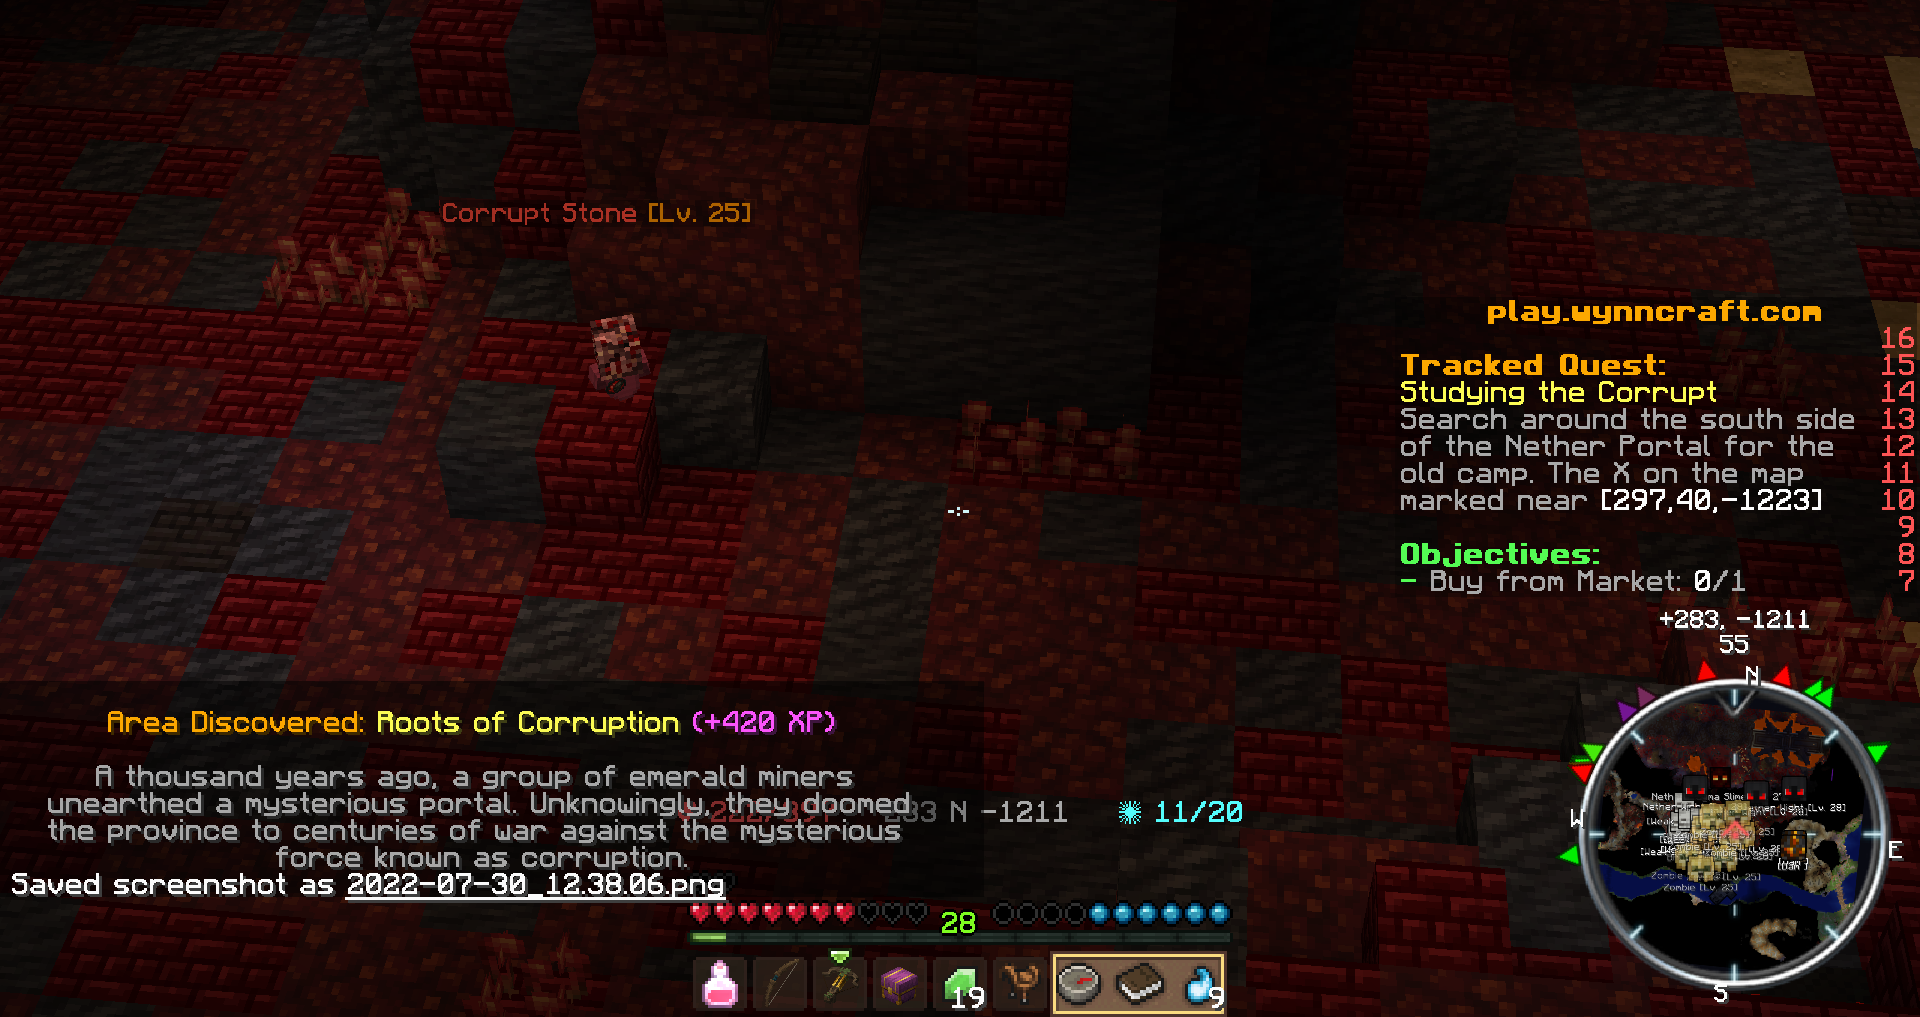 Corrupt Stone [Lv. 25]
play.wynncraft.com
16
Tracked Quest: 15
Studying the Corrupt 14
Search around the south side 13
of the Nether Portal for the 12
old camp. The X on the map 11
marked near [297,40,-1223] 10
9
Objectives: 8
- Buy from Market: 0/1 7
+283, -1211
55
N
W
E
S
Area Discovered: Roots of Corruption (+420 XP)
A thousand years ago, a group of emerald miners
unearthed a mysterious portal. Unknowingly, they doomed
the province to centuries of war against the mysterious
force known as corruption.
Saved screenshot as 2022-07-30_12.38.06.png
N -1211
11/20
28
19
9
Zombie [Lv. 25]